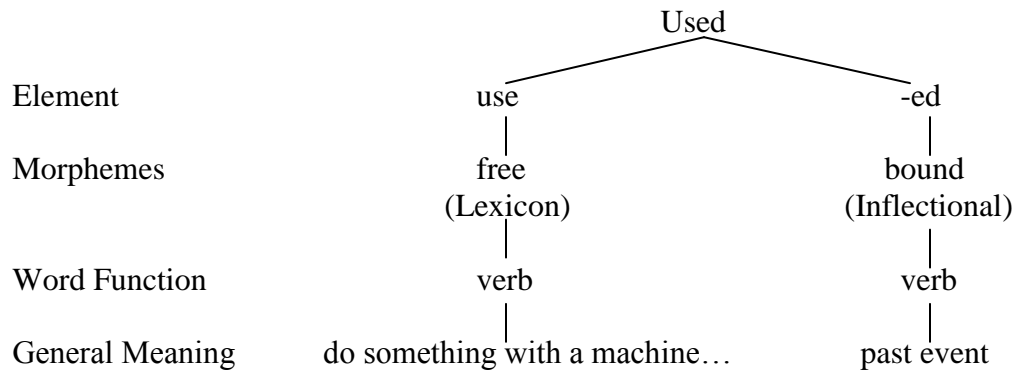 Used
Element use -ed
Morphemes free bound
(Lexicon) (Inflectional)
Word Function verb verb
General Meaning do something with a machine… past event